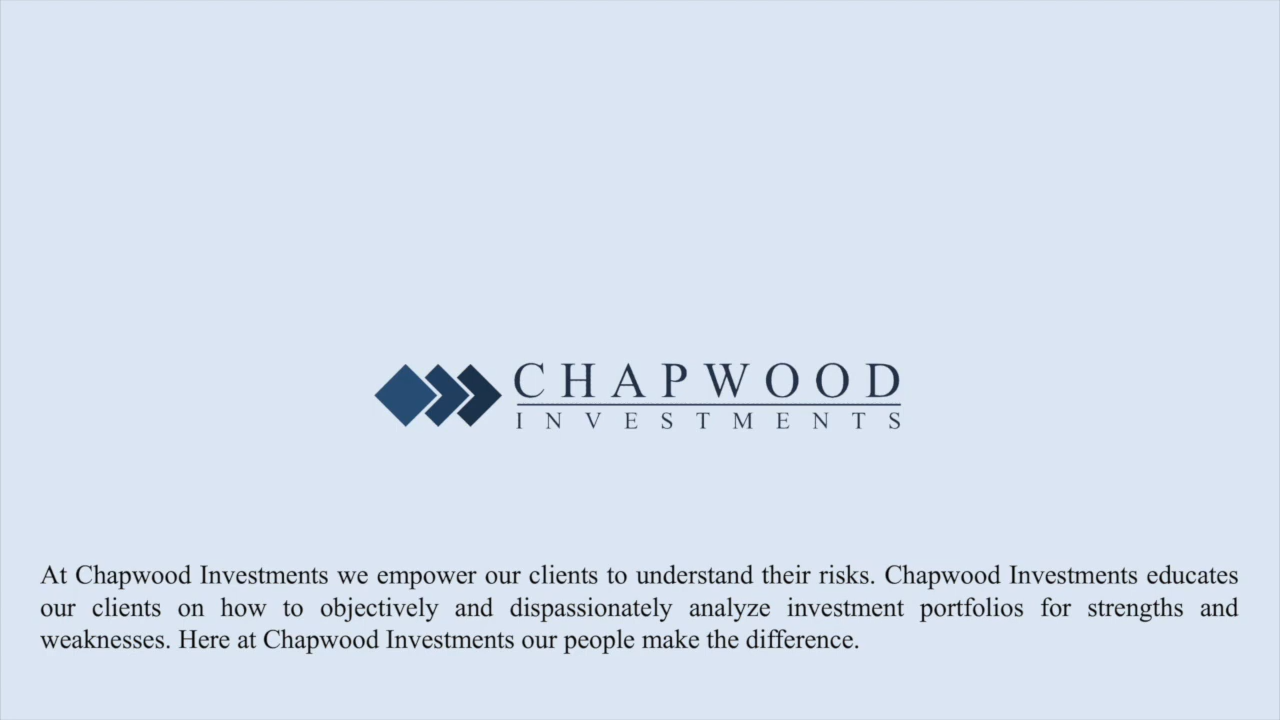 CHAPWOOD
INVESTMENTS
At Chapwood Investments we empower our clients to understand their risks. Chapwood Investments educates
our clients on how to objectively and dispassionately analyze investment portfolios for strengths and
weaknesses. Here at Chapwood Investments our people make the difference.